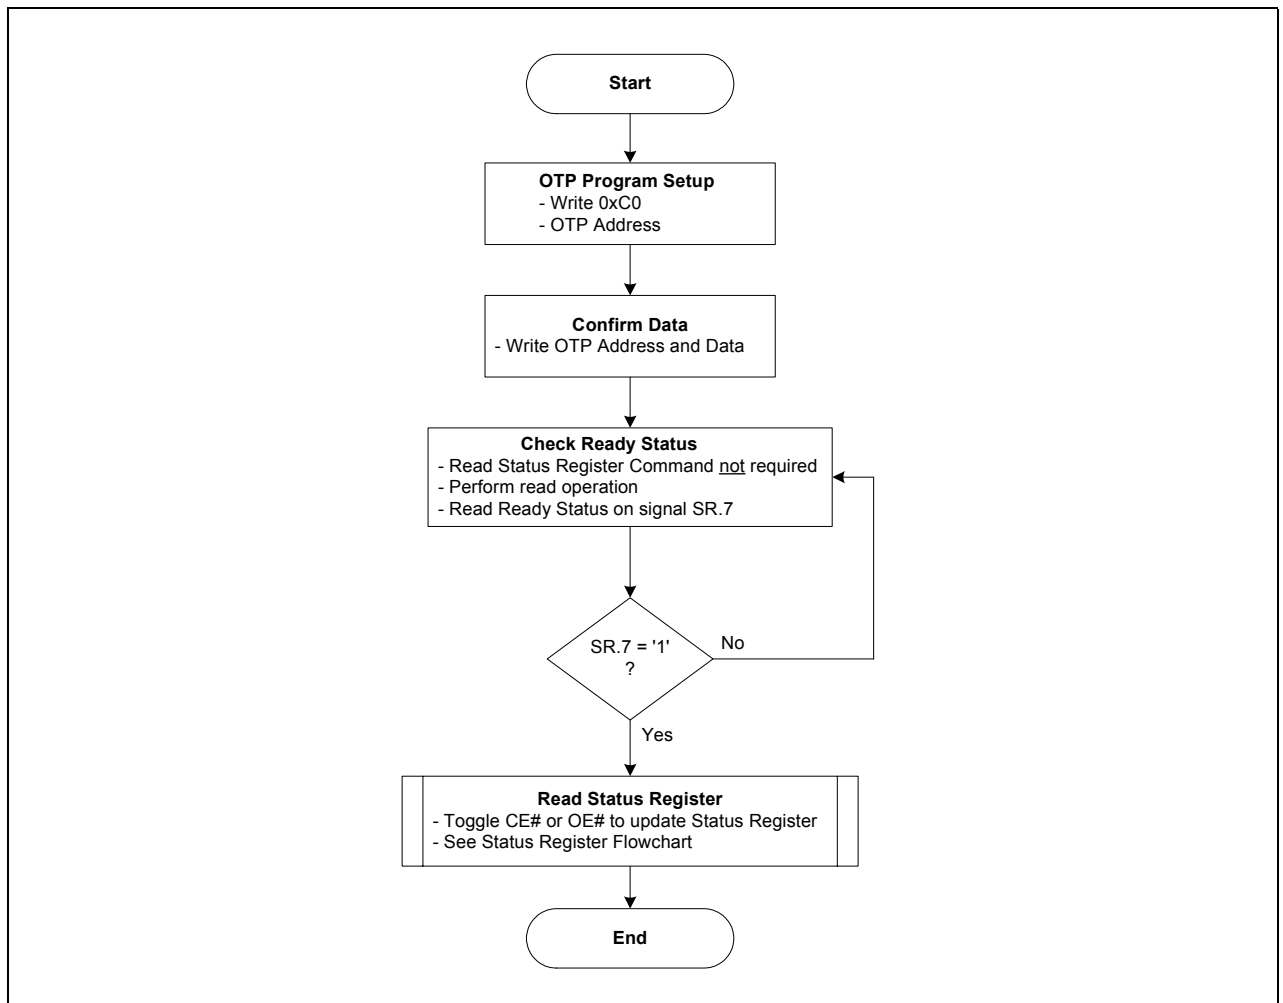 Start
OTP Program Setup
- Write 0xC0
- OTP Address
Confirm Data
- Write OTP Address and Data
Check Ready Status
- Read Status Register Command not required
- Perform read operation
- Read Ready Status on signal SR.7
SR.7 = '1'
?
No
Yes
Read Status Register
- Toggle CE# or OE# to update Status Register
- See Status Register Flowchart
End